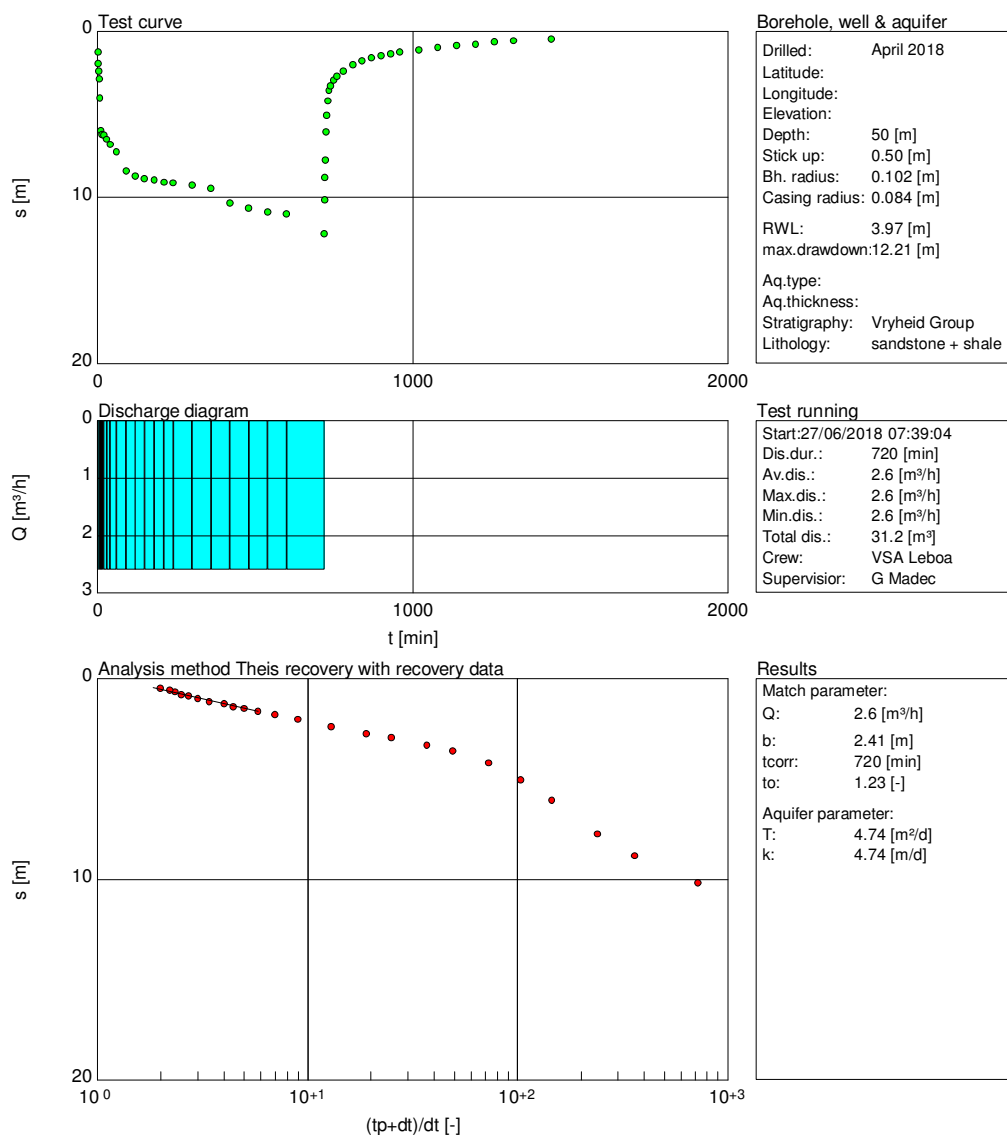 Test curve
0
10
20
s [m]
0
1000
2000
Borehole, well & aquifer
Drilled: April 2018
Latitude:
Longitude:
Elevation:
Depth: 50 [m]
Stick up: 0.50 [m]
Bh. radius: 0.102 [m]
Casing radius: 0.084 [m]
RWL: 3.97 [m]
max.drawdown:12.21 [m]
Aq.type:
Aq.thickness:
Stratigraphy: Vryheid Group
Lithology: sandstone + shale
Discharge diagram
0
1
2
3
Q [m³/h]
0
1000
2000
t [min]
Test running
Start:27/06/2018 07:39:04
Dis.dur.: 720 [min]
Av.dis.: 2.6 [m³/h]
Max.dis.: 2.6 [m³/h]
Min.dis.: 2.6 [m³/h]
Total dis.: 31.2 [m³]
Crew: VSA Leboa
Supervisior: G Madec
Analysis method Theis recovery with recovery data
0
10
20
s [m]
10⁰
10⁺¹
10⁺²
10⁺³
(tp+dt)/dt [-]
Results
Match parameter:
Q: 2.6 [m³/h]
b: 2.41 [m]
tcorr: 720 [min]
to: 1.23 [-]
Aquifer parameter:
T: 4.74 [m²/d]
k: 4.74 [m/d]